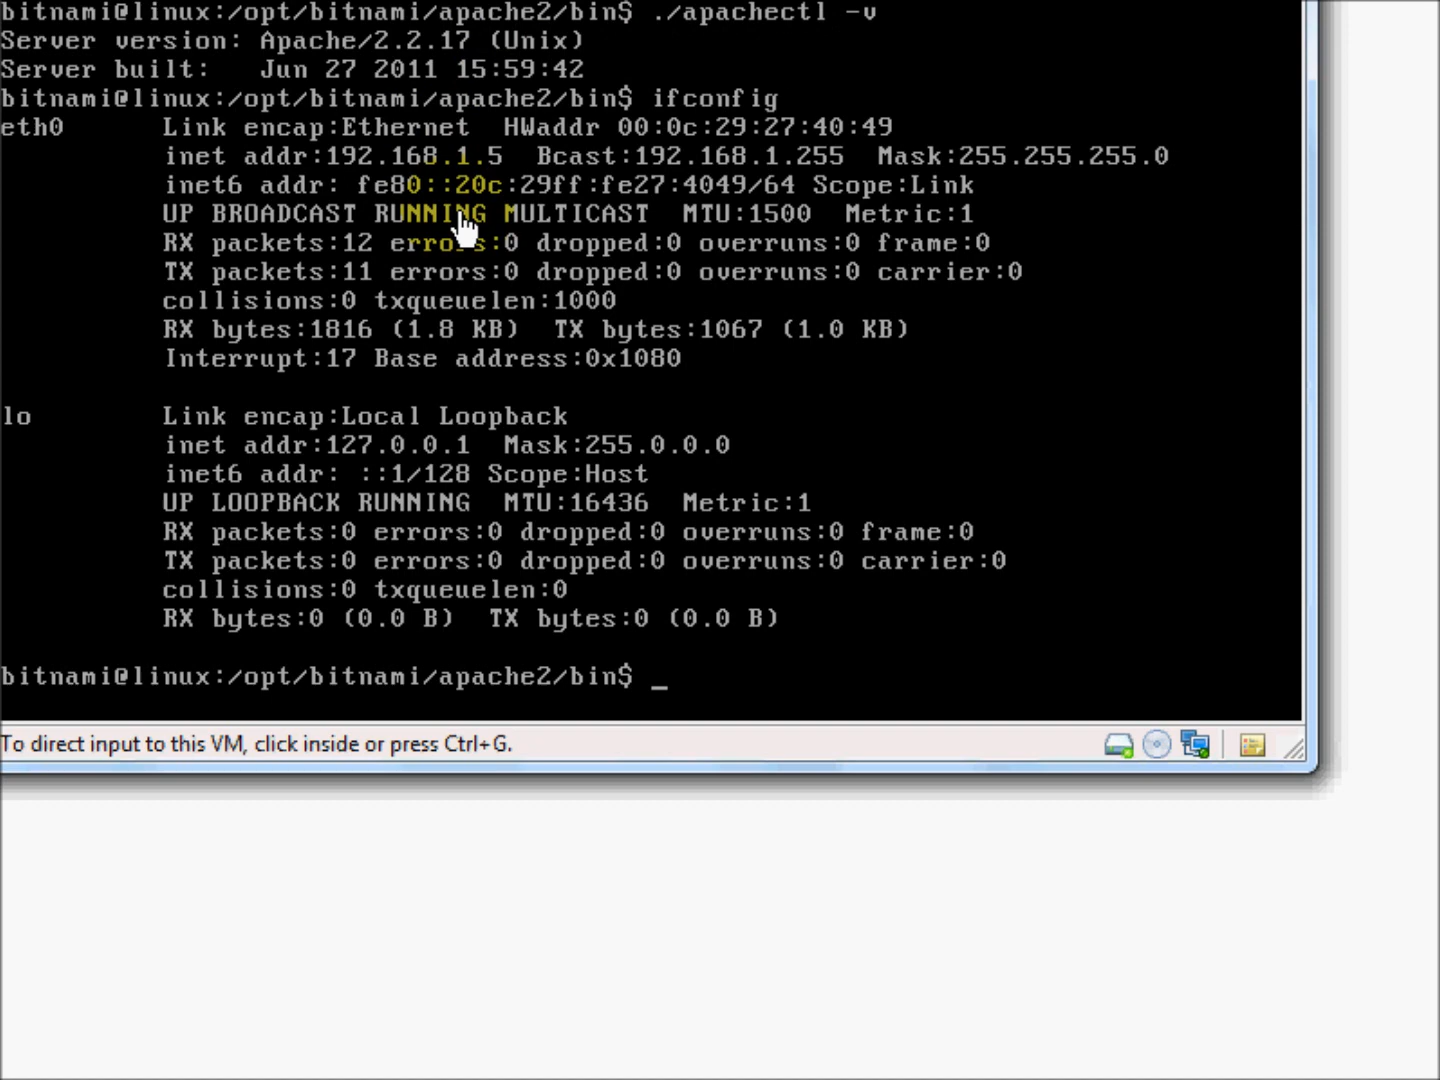 bitnami@linux:/opt/bitnami/apache2/bin$ ./apachectl -v
Server version: Apache/2.2.17 (Unix)
Server built:   Jun 27 2011 15:59:42
bitnami@linux:/opt/bitnami/apache2/bin$ ifconfig
eth0      Link encap:Ethernet  HWaddr 00:0c:29:27:40:49
          inet addr:192.168.1.5  Bcast:192.168.1.255  Mask:255.255.255.0
          inet6 addr: fe80::20c:29ff:fe27:4049/64 Scope:Link
          UP BROADCAST RUNNING MULTICAST  MTU:1500  Metric:1
          RX packets:12 errors:0 dropped:0 overruns:0 frame:0
          TX packets:11 errors:0 dropped:0 overruns:0 carrier:0
          collisions:0 txqueuelen:1000
          RX bytes:1816 (1.8 KB)  TX bytes:1067 (1.0 KB)
          Interrupt:17 Base address:0x1080
lo        Link encap:Local Loopback
          inet addr:127.0.0.1  Mask:255.0.0.0
          inet6 addr: ::1/128 Scope:Host
          UP LOOPBACK RUNNING  MTU:16436  Metric:1
          RX packets:0 errors:0 dropped:0 overruns:0 frame:0
          TX packets:0 errors:0 dropped:0 overruns:0 carrier:0
          collisions:0 txqueuelen:0
          RX bytes:0 (0.0 B)  TX bytes:0 (0.0 B)
bitnami@linux:/opt/bitnami/apache2/bin$ _
To direct input to this VM, click inside or press Ctrl+G.